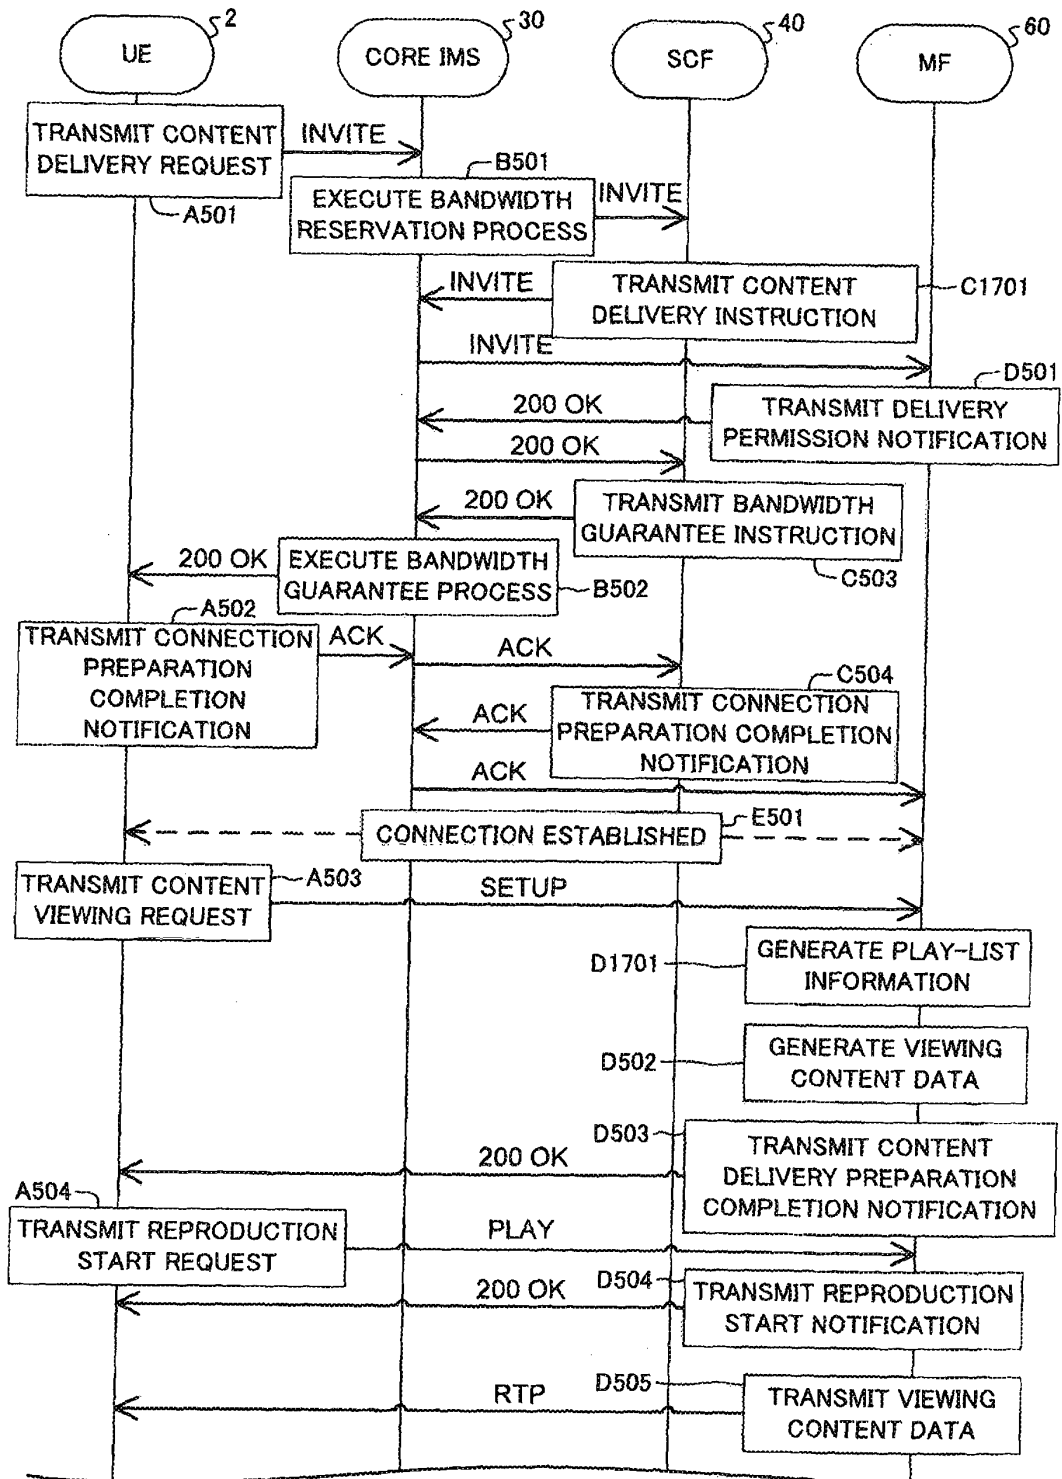 2
30
40
60
UE
CORE IMS
SCF
MF
TRANSMIT CONTENT
DELIVERY REQUEST
INVITE
A501
B501
EXECUTE BANDWIDTH
RESERVATION PROCESS
INVITE
INVITE
TRANSMIT CONTENT
DELIVERY INSTRUCTION
C1701
INVITE
D501
200 OK
TRANSMIT DELIVERY
PERMISSION NOTIFICATION
200 OK
200 OK
TRANSMIT BANDWIDTH
GUARANTEE INSTRUCTION
C503
200 OK
EXECUTE BANDWIDTH
GUARANTEE PROCESS
B502
A502
TRANSMIT CONNECTION
PREPARATION
COMPLETION
NOTIFICATION
ACK
ACK
C504
ACK
TRANSMIT CONNECTION
PREPARATION COMPLETION
NOTIFICATION
ACK
E501
CONNECTION ESTABLISHED
TRANSMIT CONTENT
VIEWING REQUEST
A503
SETUP
D1701
GENERATE PLAY-LIST
INFORMATION
D502
GENERATE VIEWING
CONTENT DATA
D503
200 OK
TRANSMIT CONTENT
DELIVERY PREPARATION
COMPLETION NOTIFICATION
A504
TRANSMIT REPRODUCTION
START REQUEST
PLAY
D504
200 OK
TRANSMIT REPRODUCTION
START NOTIFICATION
D505
RTP
TRANSMIT VIEWING
CONTENT DATA